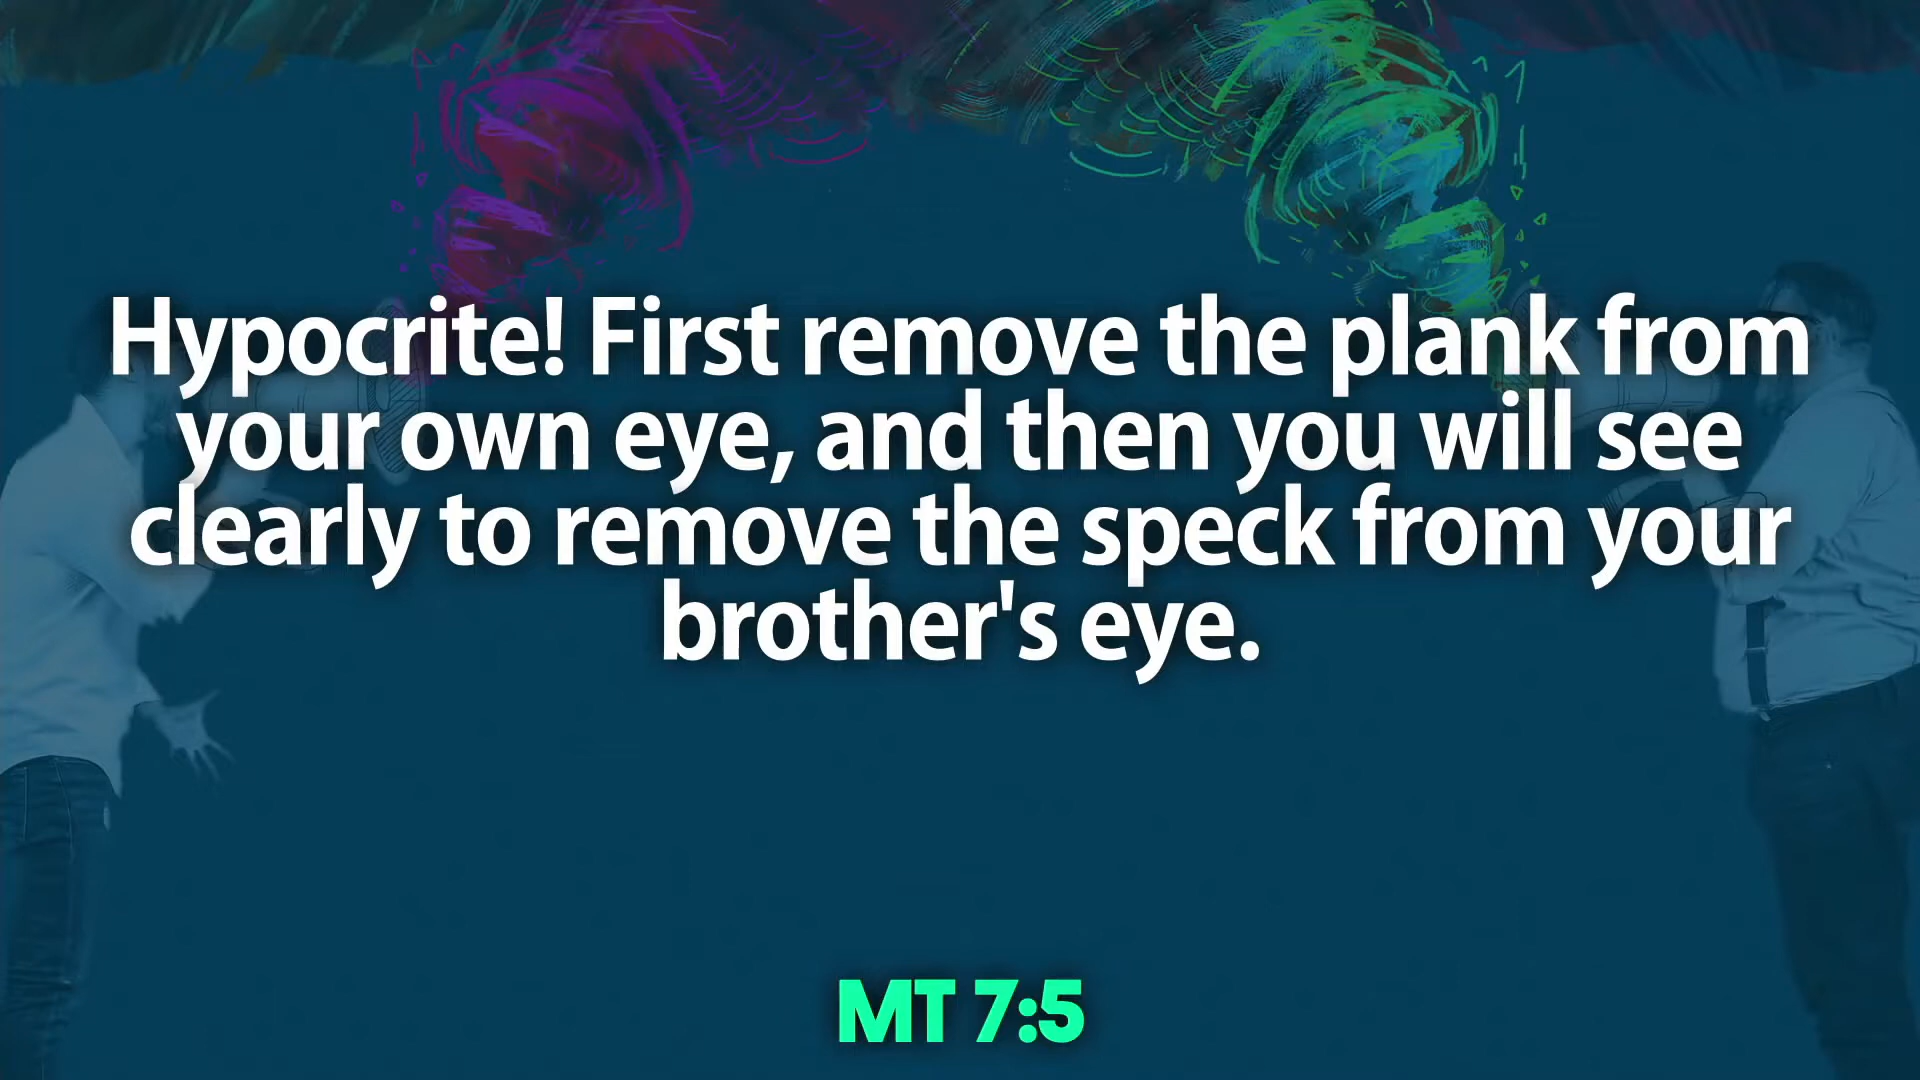 Hypocrite! First remove the plank from
your own eye, and then you will see
clearly to remove the speck from your
brother's eye.
MT 7:5